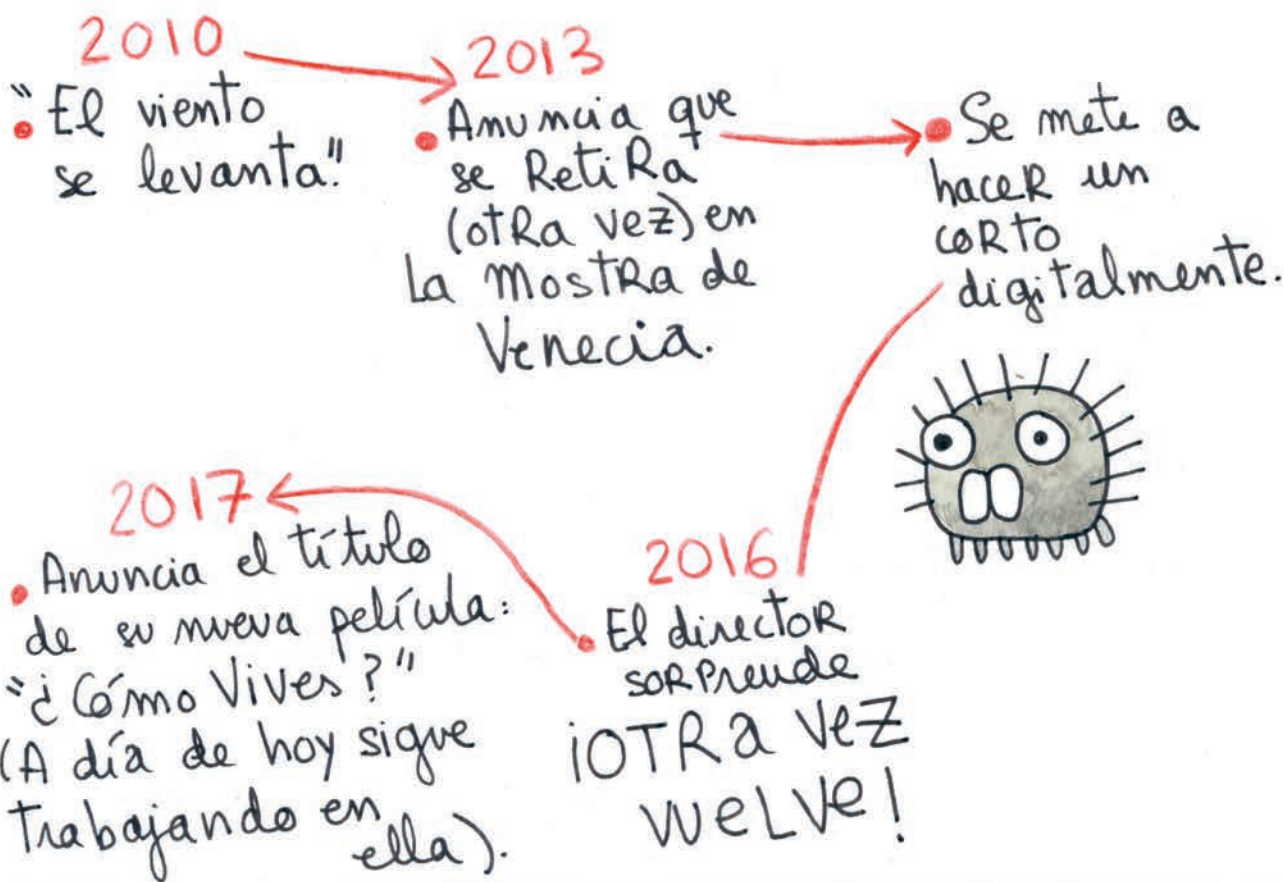 2010
"El viento
se levanta."
2013
Anuncia que
se Retira
(otra vez) en
La Mostra de
Venecia.
Se mete a
hacer un
corto
digitalmente.
2016
El director
sorprende
¡OTRA VEZ
VUELVE!
2017
Anuncia el título
de su nueva película:
"¿Cómo Vives?"
(A día de hoy sigue
trabajando en
ella).